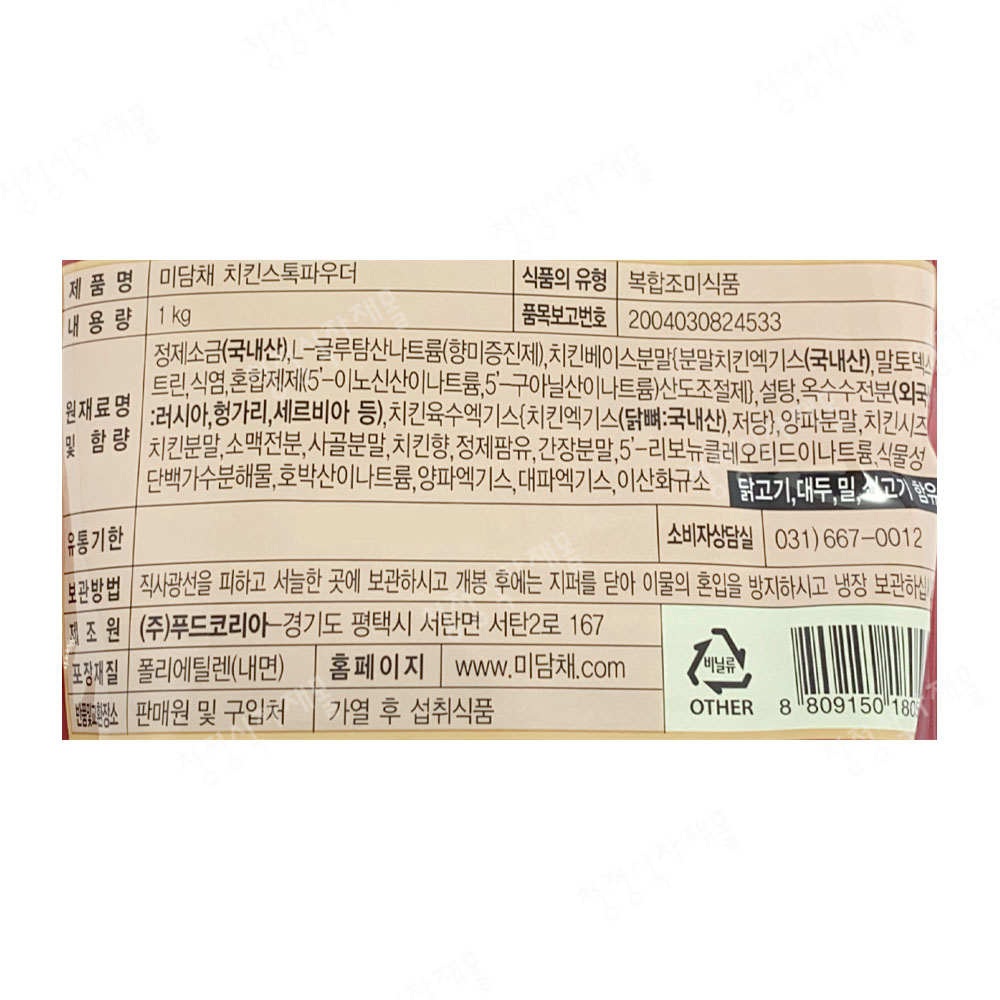 제 품 명 미담채 치킨스톡파우더 식품의 유형 복합조미식품
내 용 량 1 kg 품목보고번호 2004030824533
원재료명 및 함량
정제소금(국내산),L-글루탐산나트륨(향미증진제),치킨베이스분말{분말치킨엑기스(국내산),말토덱스
트린,식염,혼합제제(5'-이노신산이나트륨,5'-구아닐산이나트륨)산도조절제},설탕,옥수수전분(외국
:러시아,헝가리,세르비아 등),치킨육수엑기스{치킨엑기스(닭뼈:국내산),저당},양파분말,치킨시즈
치킨분말,소맥전분,사골분말,치킨향,정제팜유,간장분말,5'-리보뉴클레오티드이나트륨,식물성
단백가수분해물,호박산이나트륨,양파엑기스,대파엑기스,이산화규소 닭고기,대두,밀,쇠고기 함유
유통기한 소비자상담실 031)667-0012
보관방법 직사광선을 피하고 서늘한 곳에 보관하시고 개봉 후에는 지퍼를 닫아 이물의 혼입을 방지하시고 냉장 보관하십
제 조 원 (주)푸드코리아-경기도 평택시 서탄면 서탄2로 167
포장재질 폴리에틸렌(내면) 홈페이지 www.미담채.com
반품및교환장소 판매원 및 구입처 가열 후 섭취식품
비닐류
OTHER
8 809150 180
청정식자재몰